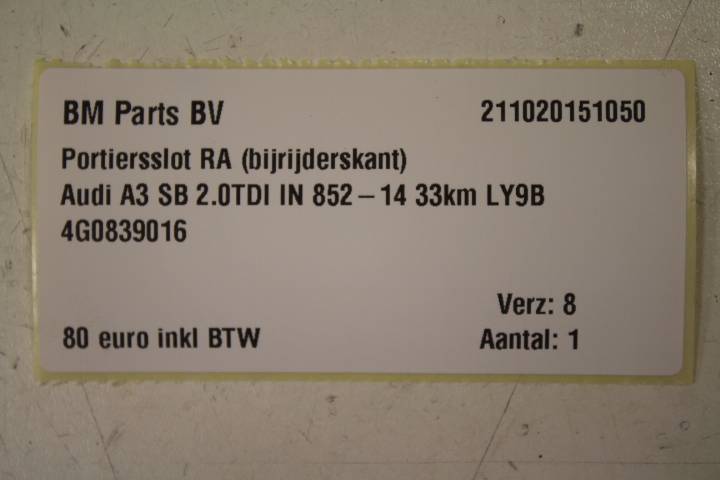 BM Parts BV 211020151050
Portiersslot RA (bijrijderskant)
Audi A3 SB 2.0TDI IN 852 – 14 33km LY9B
4G0839016
Verz: 8
80 euro inkl BTW Aantal: 1